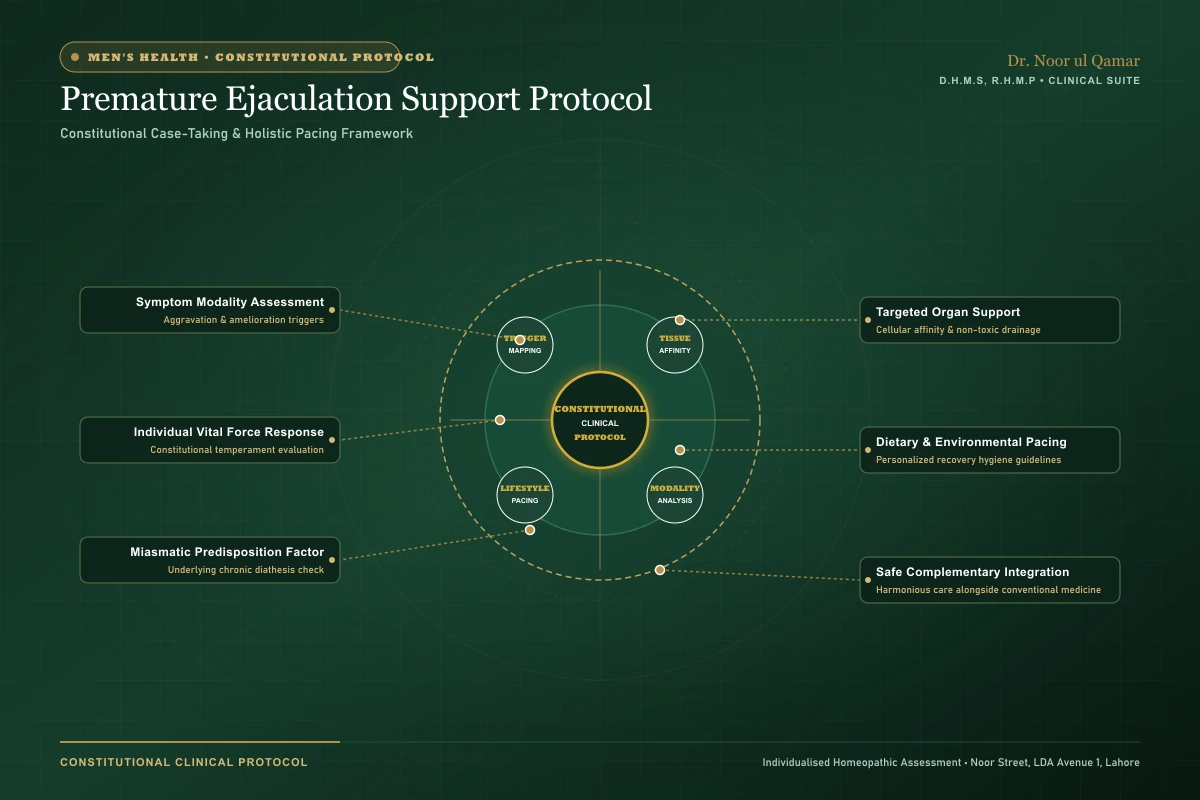 MEN'S HEALTH • CONSTITUTIONAL PROTOCOL
Premature Ejaculation Support Protocol
Constitutional Case-Taking & Holistic Pacing Framework
Dr. Noor ul Qamar
D.H.M.S, R.H.M.P • CLINICAL SUITE
Symptom Modality Assessment
Aggravation & amelioration triggers
Individual Vital Force Response
Constitutional temperament evaluation
Miasmatic Predisposition Factor
Underlying chronic diathesis check
MAPPING
TISSUE
AFFINITY
CONSTITUTIONAL
CLINICAL
PROTOCOL
LIFESTYLE
PACING
MODALITY
ANALYSIS
Targeted Organ Support
Cellular affinity & non-toxic drainage
Dietary & Environmental Pacing
Personalized recovery hygiene guidelines
Safe Complementary Integration
Harmonious care alongside conventional medicine
CONSTITUTIONAL CLINICAL PROTOCOL
Individualised Homeopathic Assessment • Noor Street, LDA Avenue 1, Lahore